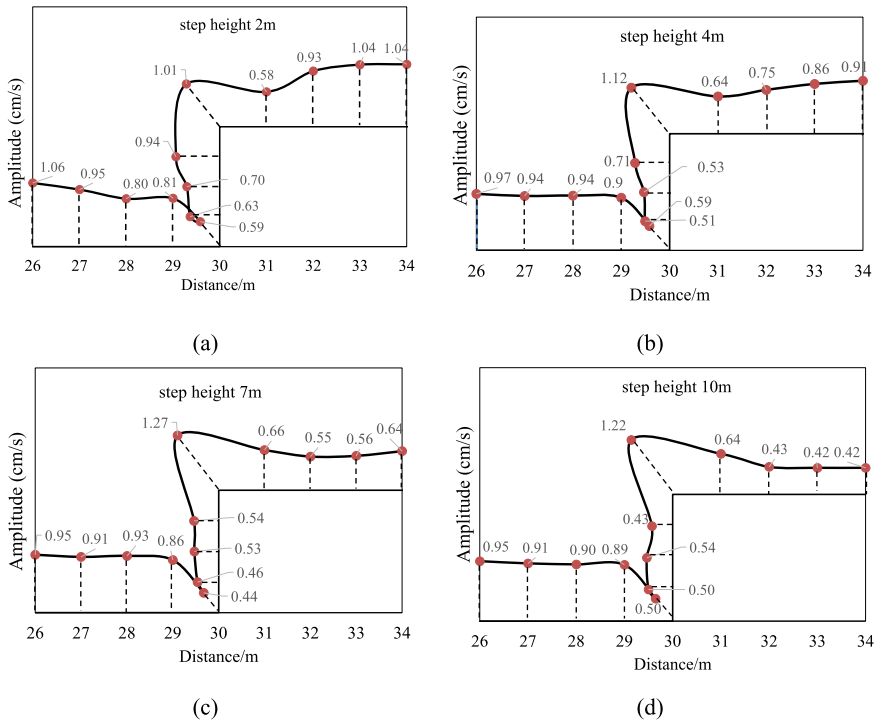 step height 2m
Amplitude (cm/s)
1.01
0.58
0.93
1.04
1.04
0.94
0.70
0.63
0.59
1.06
0.95
0.80
0.81
26 27 28 29 30 31 32 33 34
Distance/m
(a)
step height 4m
Amplitude (cm/s)
1.12
0.64
0.75
0.86
0.91
0.71
0.53
0.59
0.51
0.97
0.94
0.94
0.9
26 27 28 29 30 31 32 33 34
Distance/m
(b)
step height 7m
Amplitude (cm/s)
1.27
0.66
0.55
0.56
0.64
0.54
0.53
0.46
0.44
0.95
0.91
0.93
0.86
26 27 28 29 30 31 32 33 34
Distance/m
(c)
step height 10m
Amplitude (cm/s)
1.22
0.64
0.43
0.42
0.42
0.43
0.54
0.50
0.50
0.95
0.91
0.90
0.89
26 27 28 29 30 31 32 33 34
Distance/m
(d)